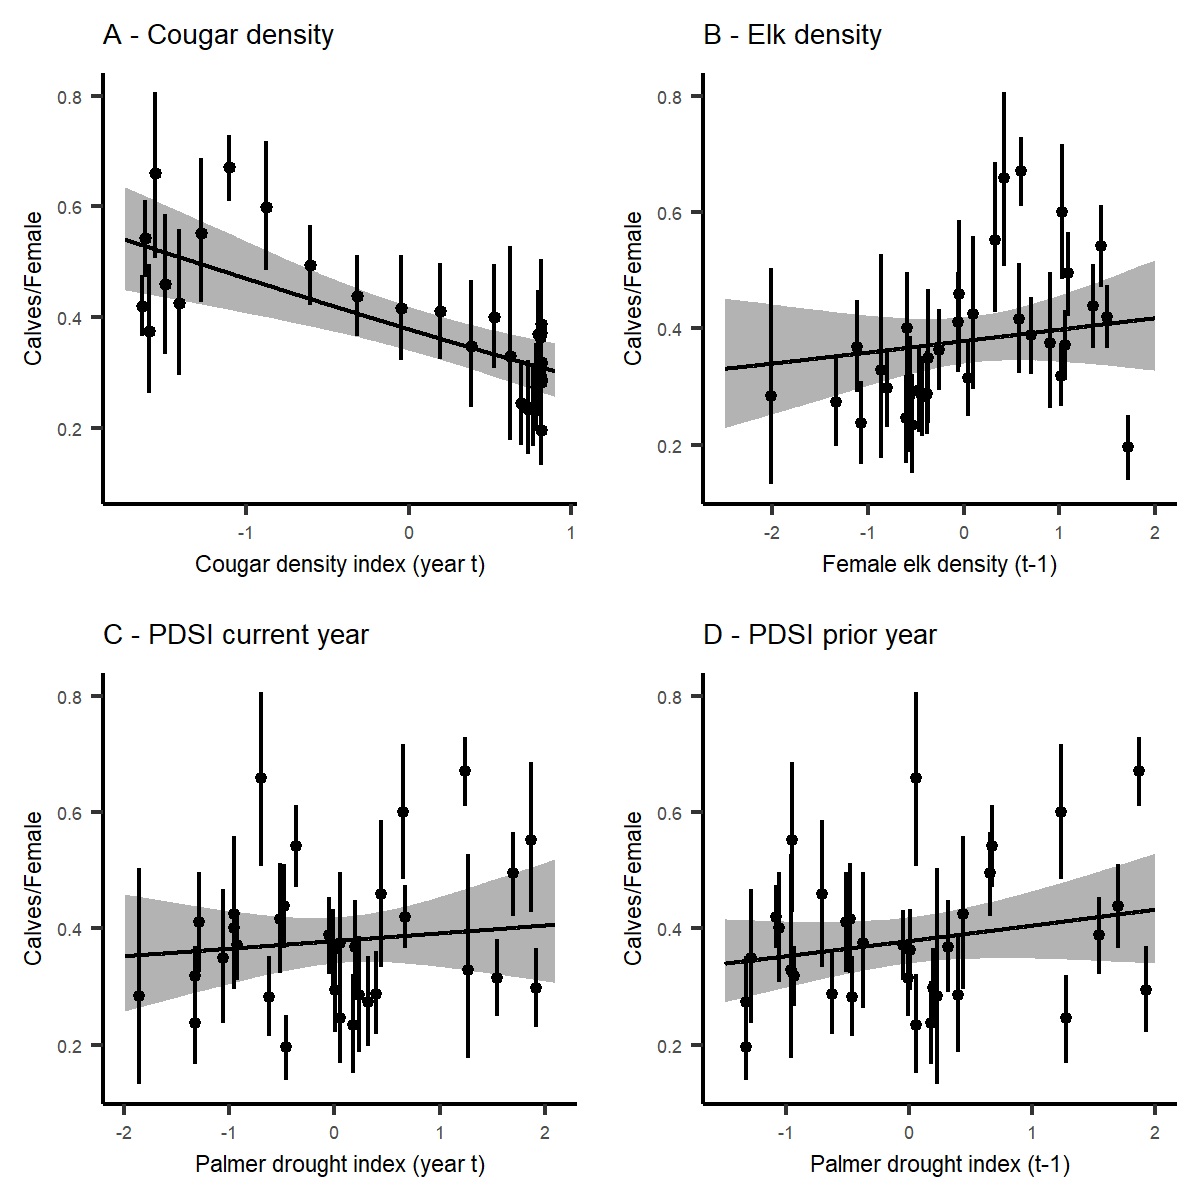 A - Cougar density
0.8
0.6
0.4
0.2
Calves/Female
-1
0
1
Cougar density index (year t)
B - Elk density
0.8
0.6
0.4
0.2
Calves/Female
-2
-1
0
1
2
Female elk density (t-1)
C - PDSI current year
0.8
0.6
0.4
0.2
Calves/Female
-2
-1
0
1
2
Palmer drought index (year t)
D - PDSI prior year
0.8
0.6
0.4
0.2
Calves/Female
-1
0
1
2
Palmer drought index (t-1)